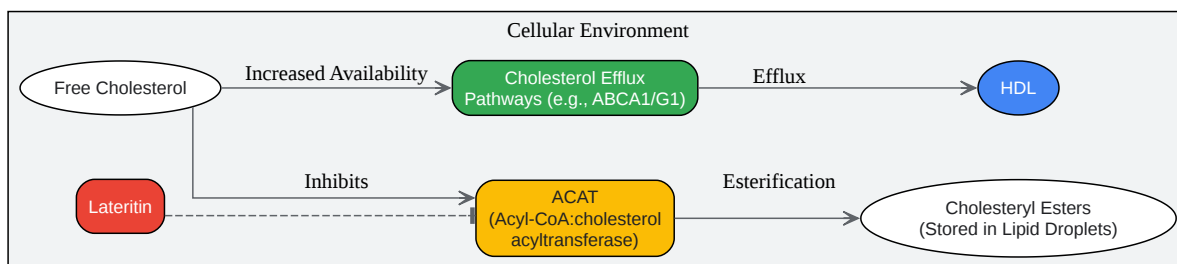 Cellular Environment
Free Cholesterol
Increased Availability
Cholesterol Efflux
Pathways (e.g., ABCA1/G1)
Efflux
HDL
Lateritin
Inhibits
ACAT
(Acyl-CoA:cholesterol
acyltransferase)
Esterification
Cholesteryl Esters
(Stored in Lipid Droplets)